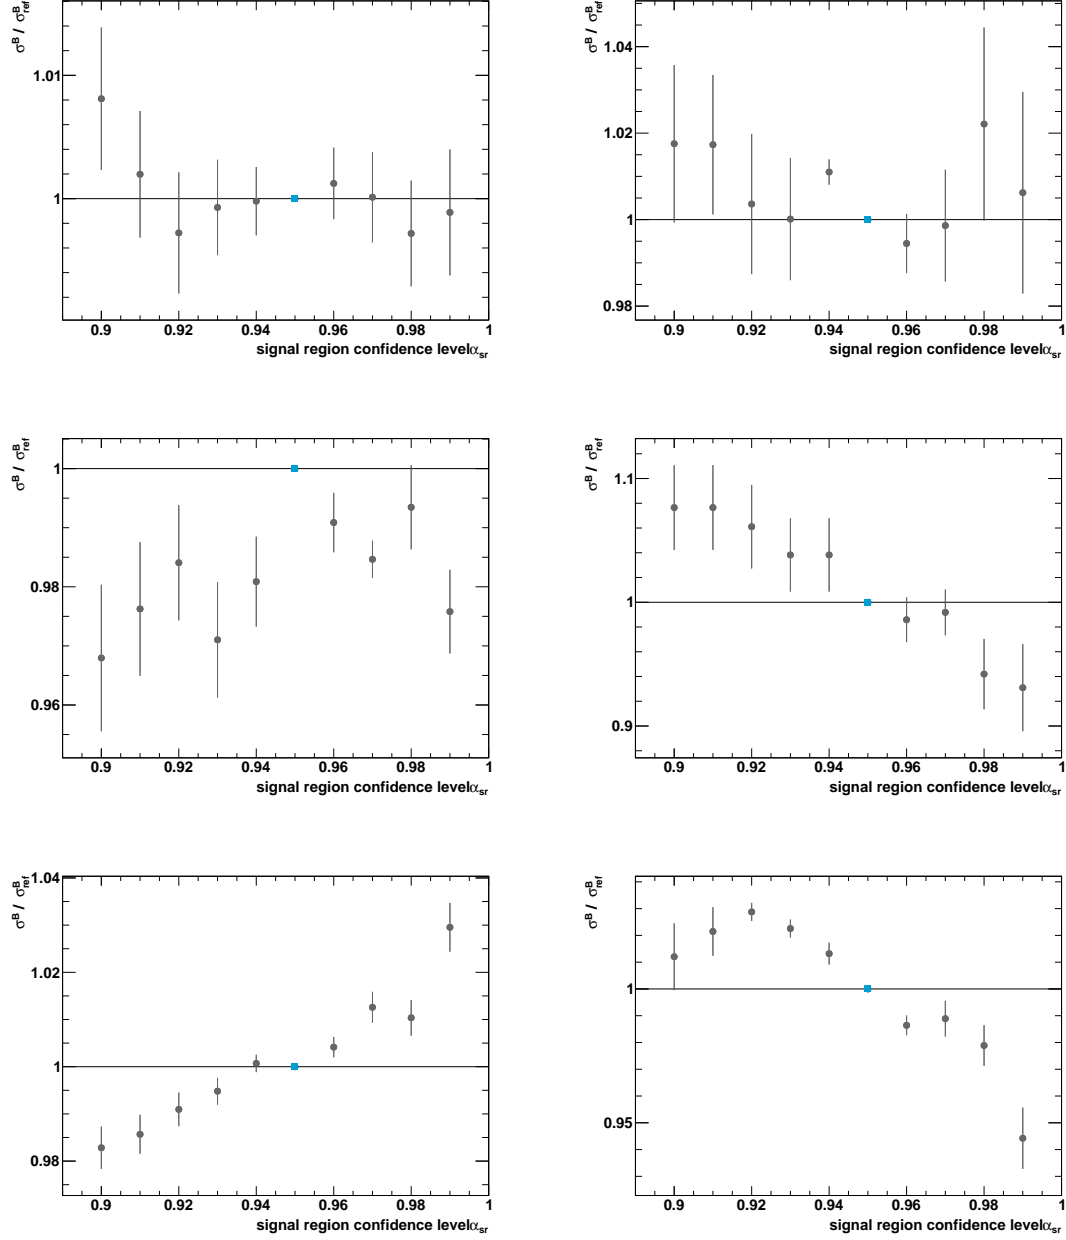 σᴮ / σᴮref
1.01
1
0.9 0.92 0.94 0.96 0.98 1
signal region confidence levelαsr
σᴮ / σᴮref
1.04
1.02
1
0.98
0.9 0.92 0.94 0.96 0.98 1
signal region confidence levelαsr
σᴮ / σᴮref
1
0.98
0.96
0.9 0.92 0.94 0.96 0.98 1
signal region confidence levelαsr
σᴮ / σᴮref
1.1
1
0.9
0.9 0.92 0.94 0.96 0.98 1
signal region confidence levelαsr
σᴮ / σᴮref
1.04
1.02
1
0.98
0.9 0.92 0.94 0.96 0.98 1
signal region confidence levelαsr
σᴮ / σᴮref
1
0.95
0.9 0.92 0.94 0.96 0.98 1
signal region confidence levelαsr